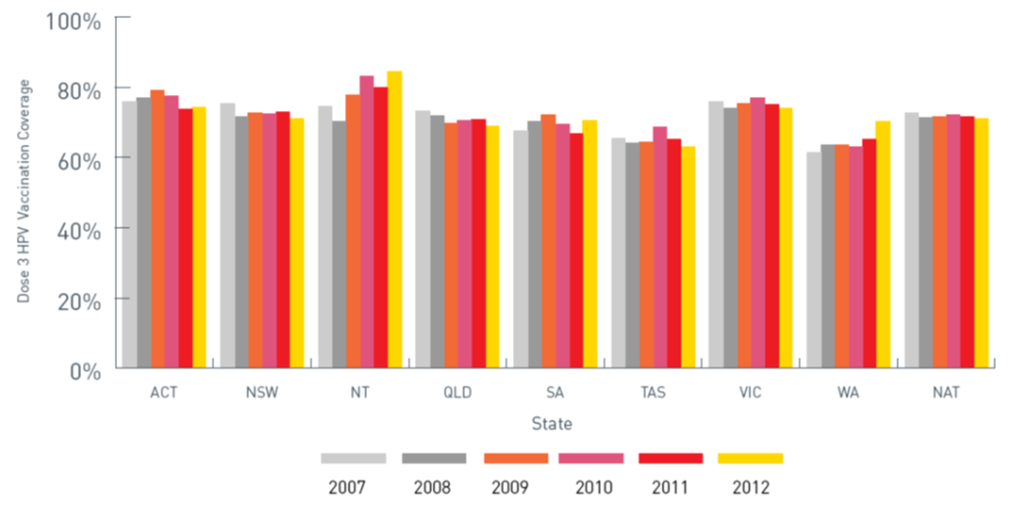 100%
80%
60%
40%
20%
0%
Dose 3 HPV Vaccination Coverage
ACT NSW NT QLD SA TAS VIC WA NAT
State
2007 2008 2009 2010 2011 2012